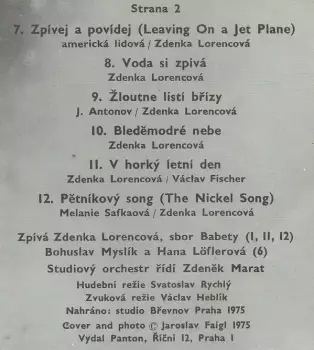 Strana 2
7. Zpívej a povídej (Leaving On a Jet Plane)
americká lidová / Zdenka Lorencová
8. Voda si zpívá
Zdenka Lorencová
9. Žloutne listí břízy
J. Antonov / Zdenka Lorencová
10. Bleděmodré nebe
Zdenka Lorencová
11. V horký letní den
Zdenka Lorencová / Václav Fischer
12. Pětníkový song (The Nickel Song)
Melanie Safkaová / Zdenka Lorencová
Zpívá Zdenka Lorencová, sbor Babety (1, 11, 12)
Bohuslav Myslík a Hana Löflerová (6)
Studiový orchestr řídí Zdeněk Marat
Hudební režie Svatoslav Rychlý
Zvuková režie Václav Heblík
Nahráno: studio Břevnov Praha 1975
Cover and photo © Jaroslav Faigl 1975
Vydal Panton, Říční 12, Praha 1